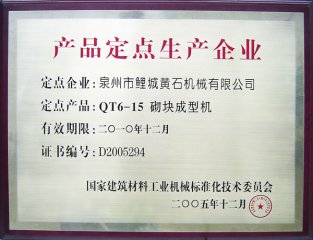 产品定点生产企业
定点企业：泉州市鲤城黄石机械有限公司
定点产品：QT6-15 砌块成型机
有效期限：二〇一〇年十二月
证书编号：D2005294
国家建筑材料工业机械标准化技术委员会
二〇〇五年十二月